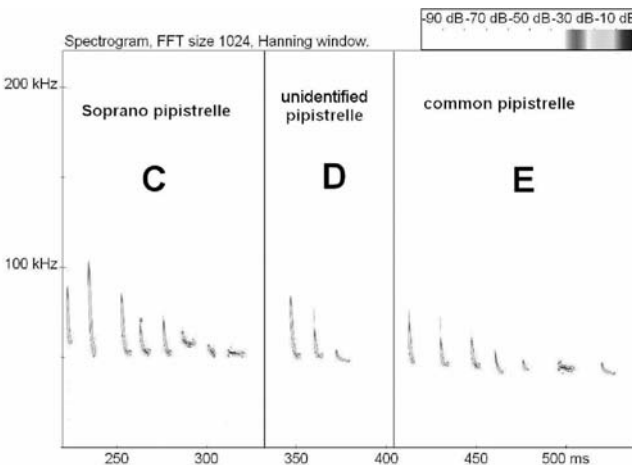 -90 dB-70 dB-50 dB-30 dB-10 dB
Spectrogram, FFT size 1024, Hanning window.
200 kHz
Soprano pipistrelle
unidentified
pipistrelle
common pipistrelle
C
D
E
100 kHz
250
300
350
400
450
500 ms